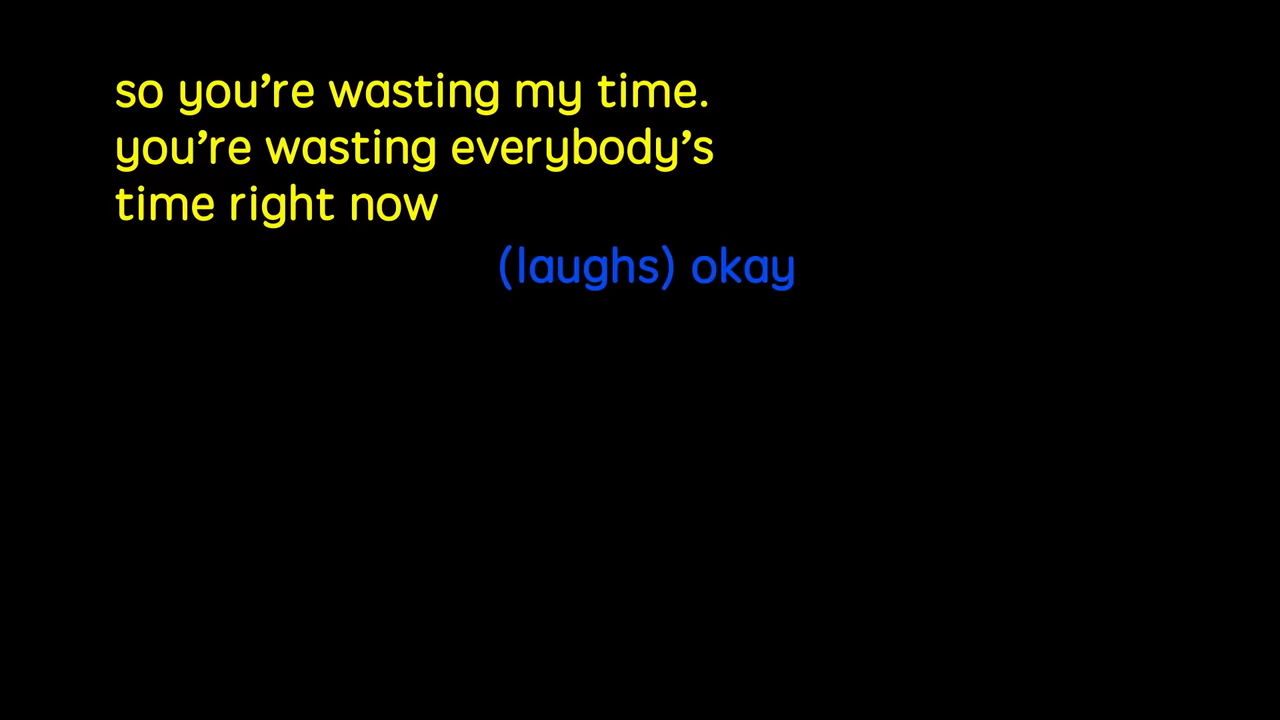 so you’re wasting my time.
you’re wasting everybody’s
time right now
(laughs) okay